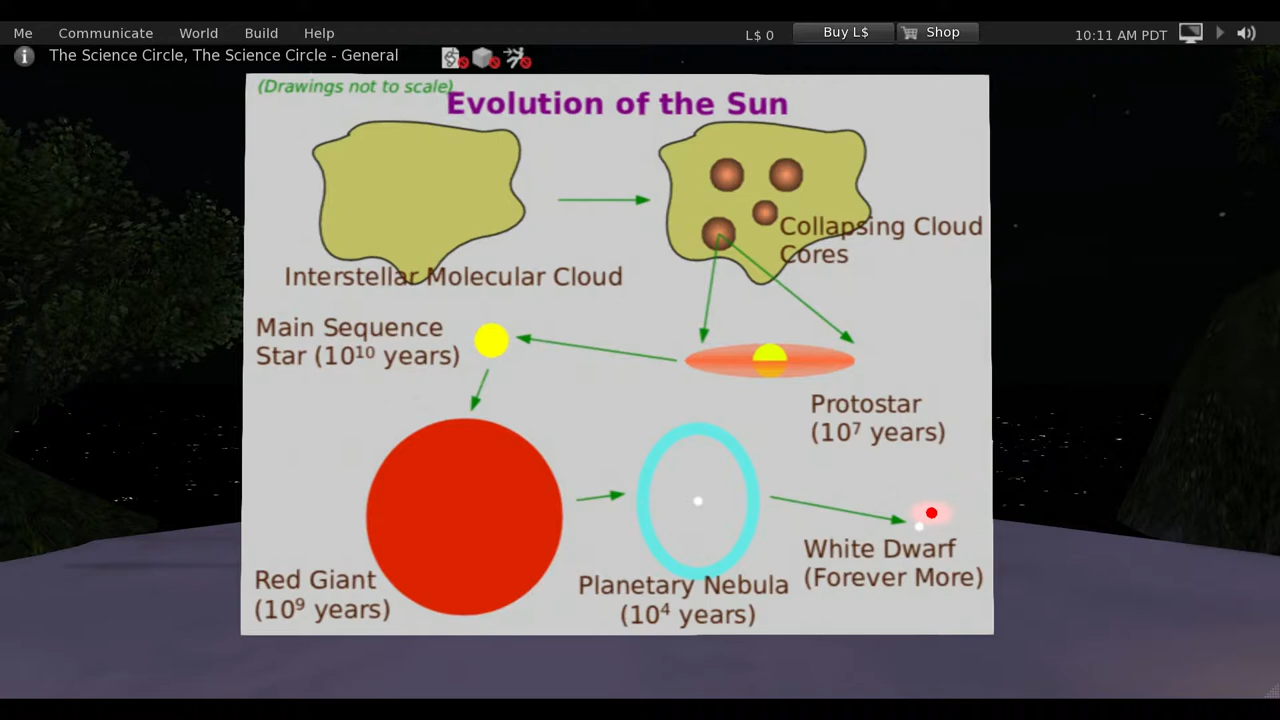 Me Communicate World Build Help L$ 0 Buy L$ Shop 10:11 AM PDT
The Science Circle, The Science Circle - General
(Drawings not to scale)
Evolution of the Sun
Interstellar Molecular Cloud
Collapsing Cloud
Cores
Main Sequence
Star (10¹⁰ years)
Protostar
(10⁷ years)
Red Giant
(10⁹ years)
Planetary Nebula
(10⁴ years)
White Dwarf
(Forever More)